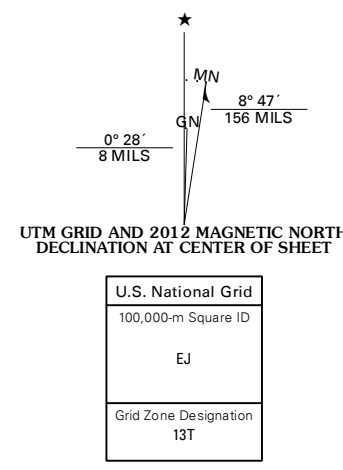 ★
MN
GN
8° 47´
156 MILS
0° 28´
8 MILS
UTM GRID AND 2012 MAGNETIC NORTH
DECLINATION AT CENTER OF SHEET
U.S. National Grid
100,000-m Square ID
EJ
Grid Zone Designation
13T